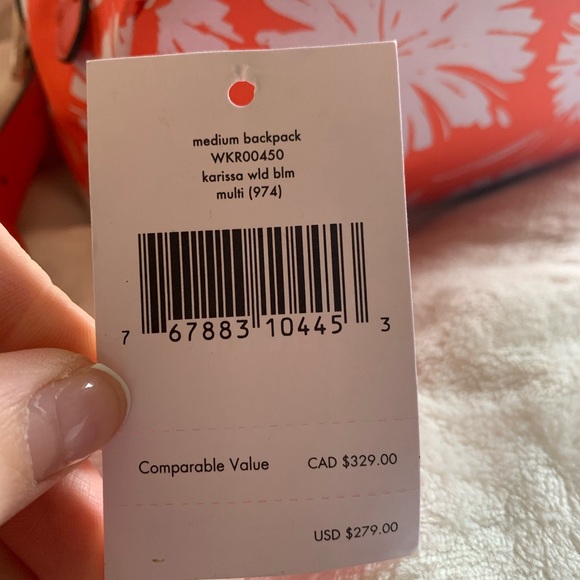 medium backpack
WKR00450
karissa wld blm
multi (974)
7 67883 10445 3
Comparable Value CAD $329.00
USD $279.00